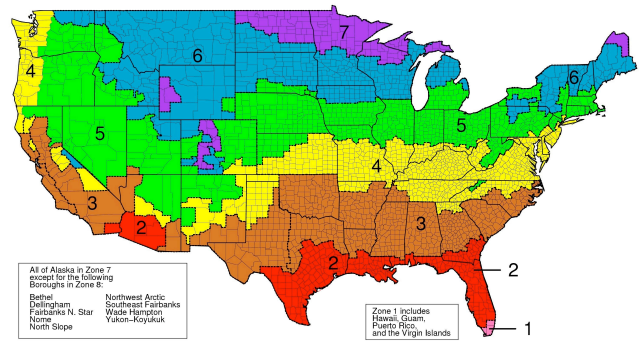 7
6
6
4
5
5
4
3
3
2
2
2
1
All of Alaska in Zone 7
except for the following
Boroughs in Zone 8:
Bethel Northwest Arctic
Dellingham Southeast Fairbanks
Fairbanks N. Star Wade Hampton
Nome Yukon-Koyukuk
North Slope
Zone 1 includes
Hawaii, Guam,
Puerto Rico,
and the Virgin Islands